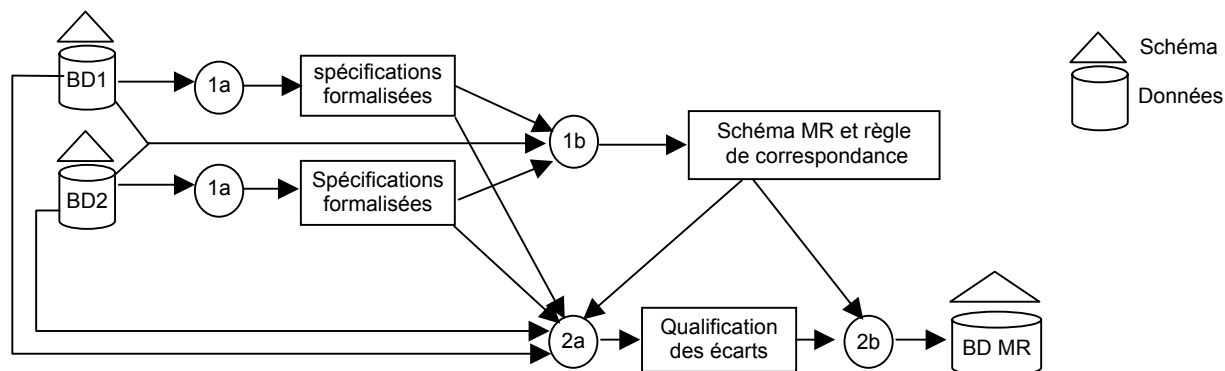 BD1
1a
spécifications
formalisées
1b
Schéma MR et règle
de correspondance
Schéma
Données
BD2
1a
Spécifications
formalisées
2a
Qualification
des écarts
2b
BD MR